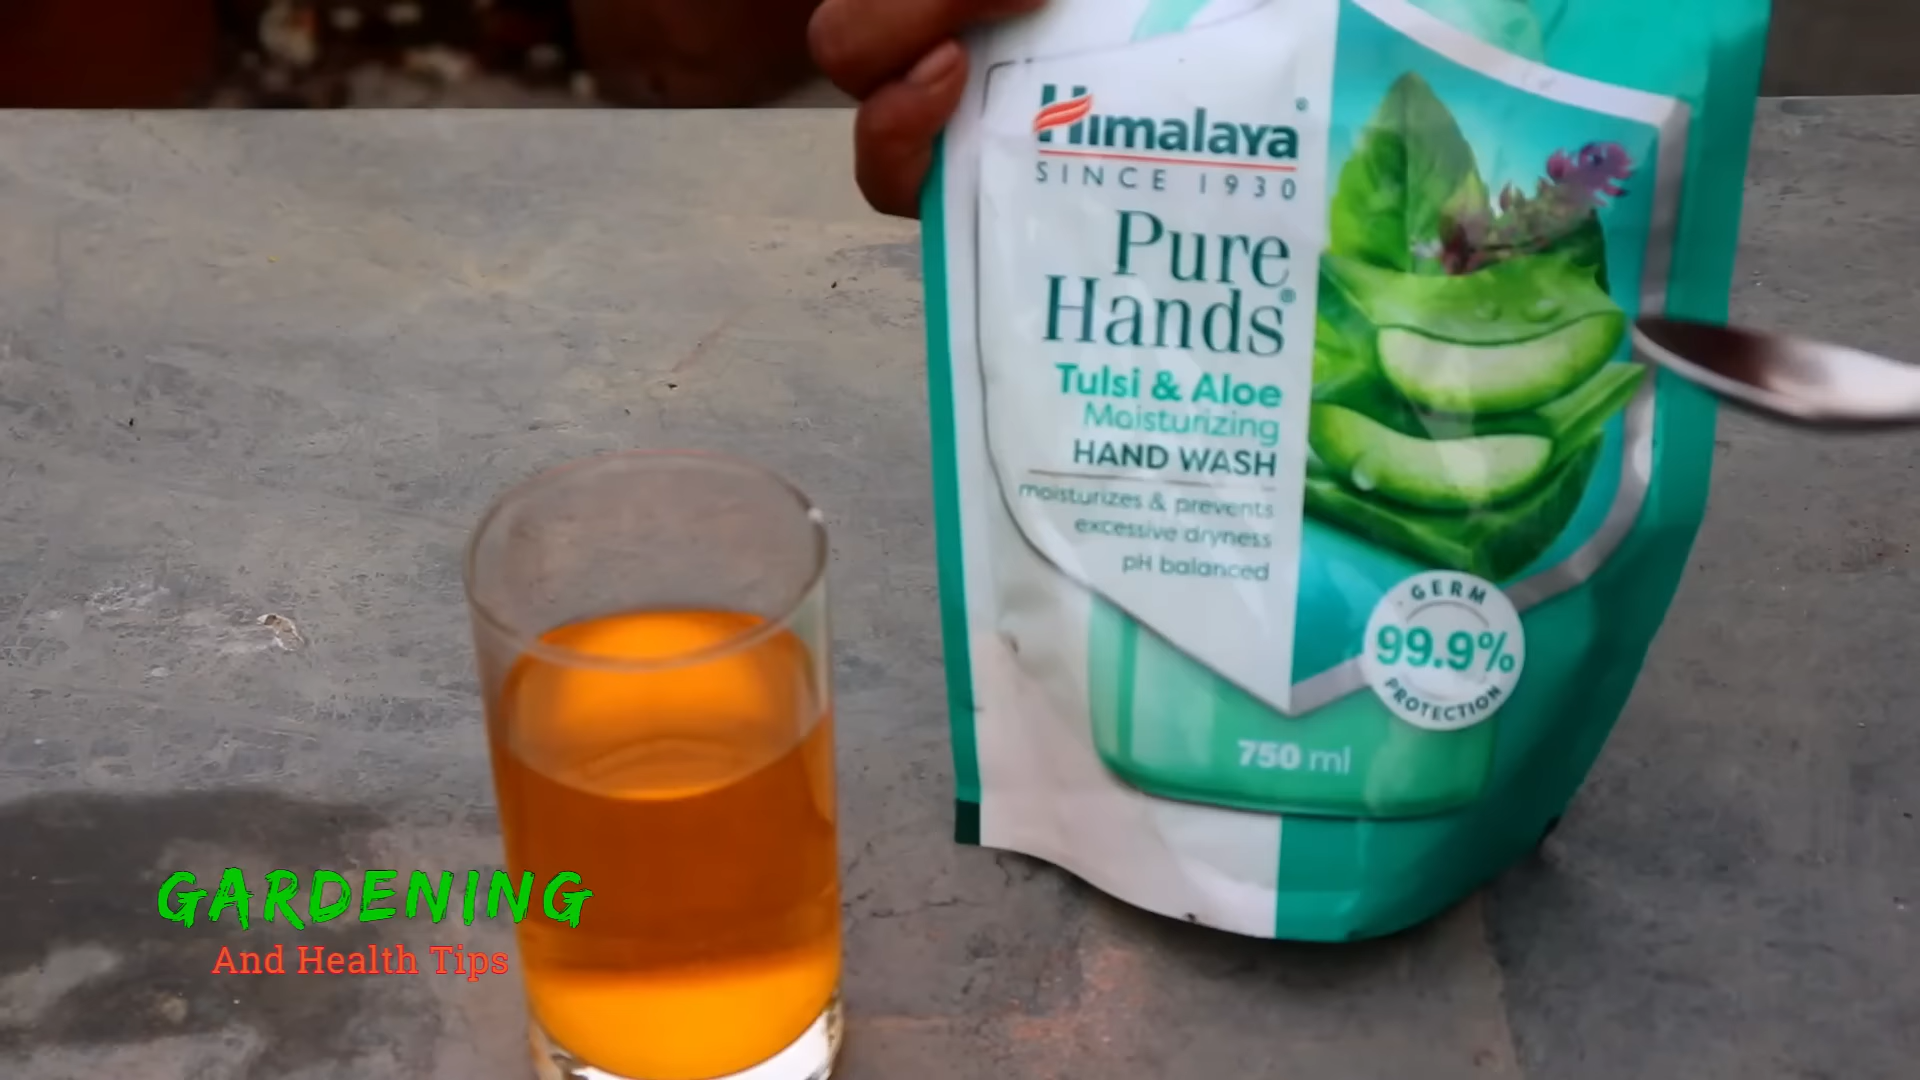 Himalaya
SINCE 1930
Pure
Hands®
Tulsi & Aloe
Moisturizing
HAND WASH
moisturizes & prevents
excessive dryness
pH balanced
GERM
99.9%
PROTECTION
750 ml
GARDENING
And Health Tips